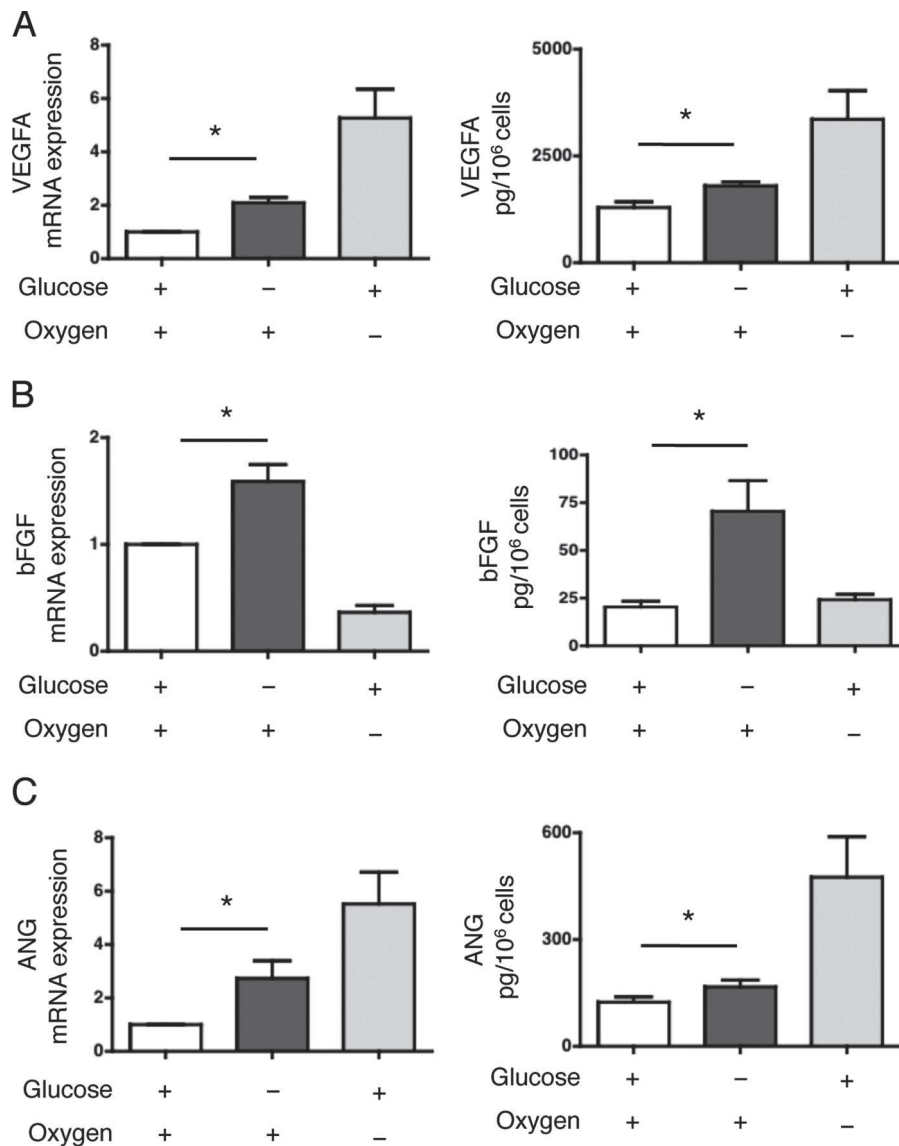 A
VEGFA
mRNA expression
8
6
4
2
0
*
Glucose + − +
Oxygen + + −
VEGFA
pg/10⁶ cells
5000
2500
0
*
+ − +
Glucose
Oxygen + + −
B
bFGF
mRNA expression
2
1
0
*
Glucose + − +
Oxygen + + −
bFGF
pg/10⁶ cells
100
75
50
25
0
*
Glucose + − +
Oxygen + + −
C
ANG
mRNA expression
8
6
4
2
0
*
Glucose + − +
Oxygen + + −
ANG
pg/10⁶ cells
600
300
0
*
Glucose + − +
Oxygen + + −